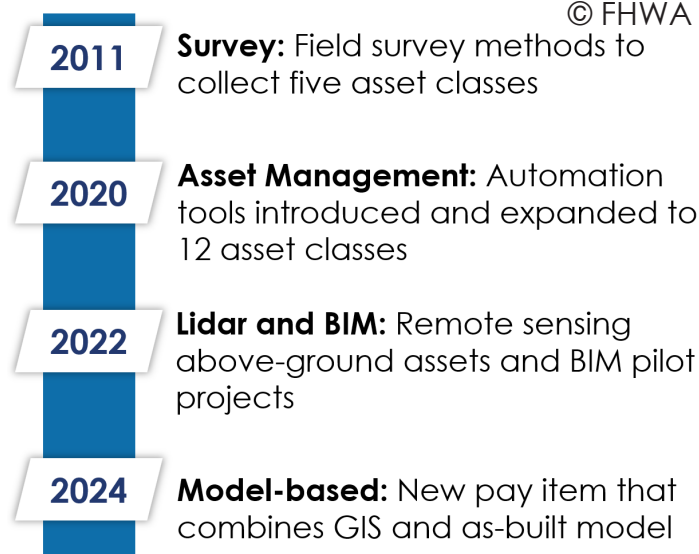 © FHWA
2011
Survey: Field survey methods to
collect five asset classes
2020
Asset Management: Automation
tools introduced and expanded to
12 asset classes
2022
Lidar and BIM: Remote sensing
above-ground assets and BIM pilot
projects
2024
Model-based: New pay item that
combines GIS and as-built model